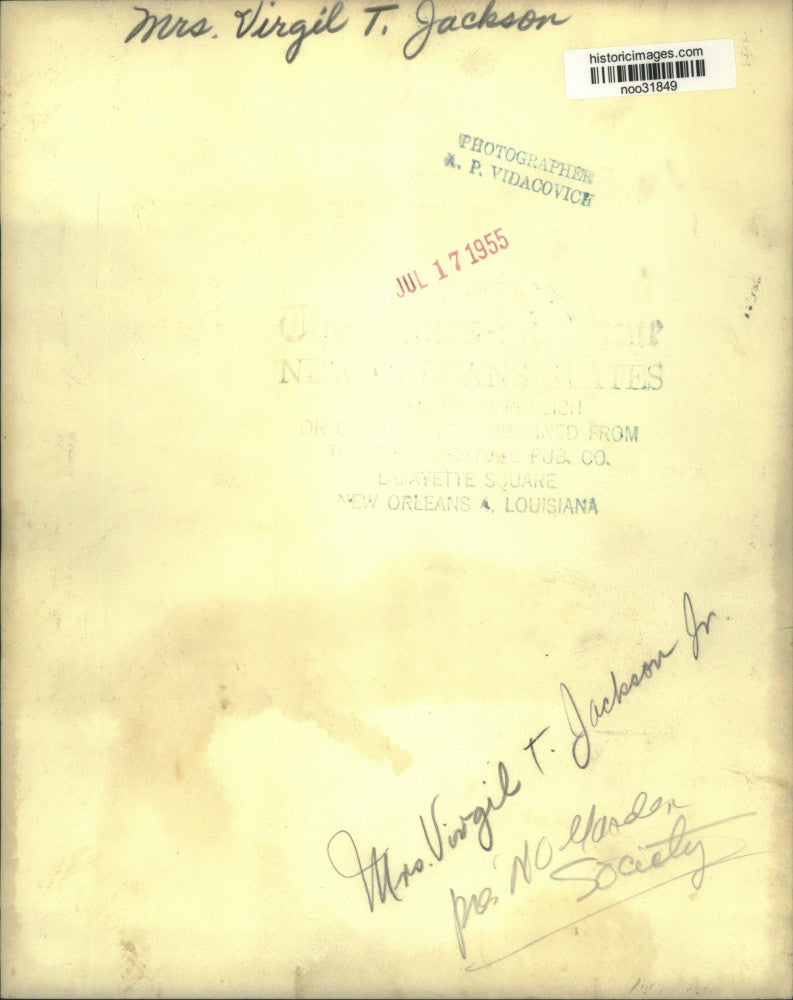 Mrs. Virgil T. Jackson
historicimages.com
noo31849
PHOTOGRAPHER
A. P. VIDACOVICH
JUL 17 1955
NEW ORLEANS STATES
OR
FROM
PUB. CO.
LAFAYETTE SQUARE
NEW ORLEANS 4, LOUISIANA
Mrs. Virgil T. Jackson Jr.
pres NO Garden
Society